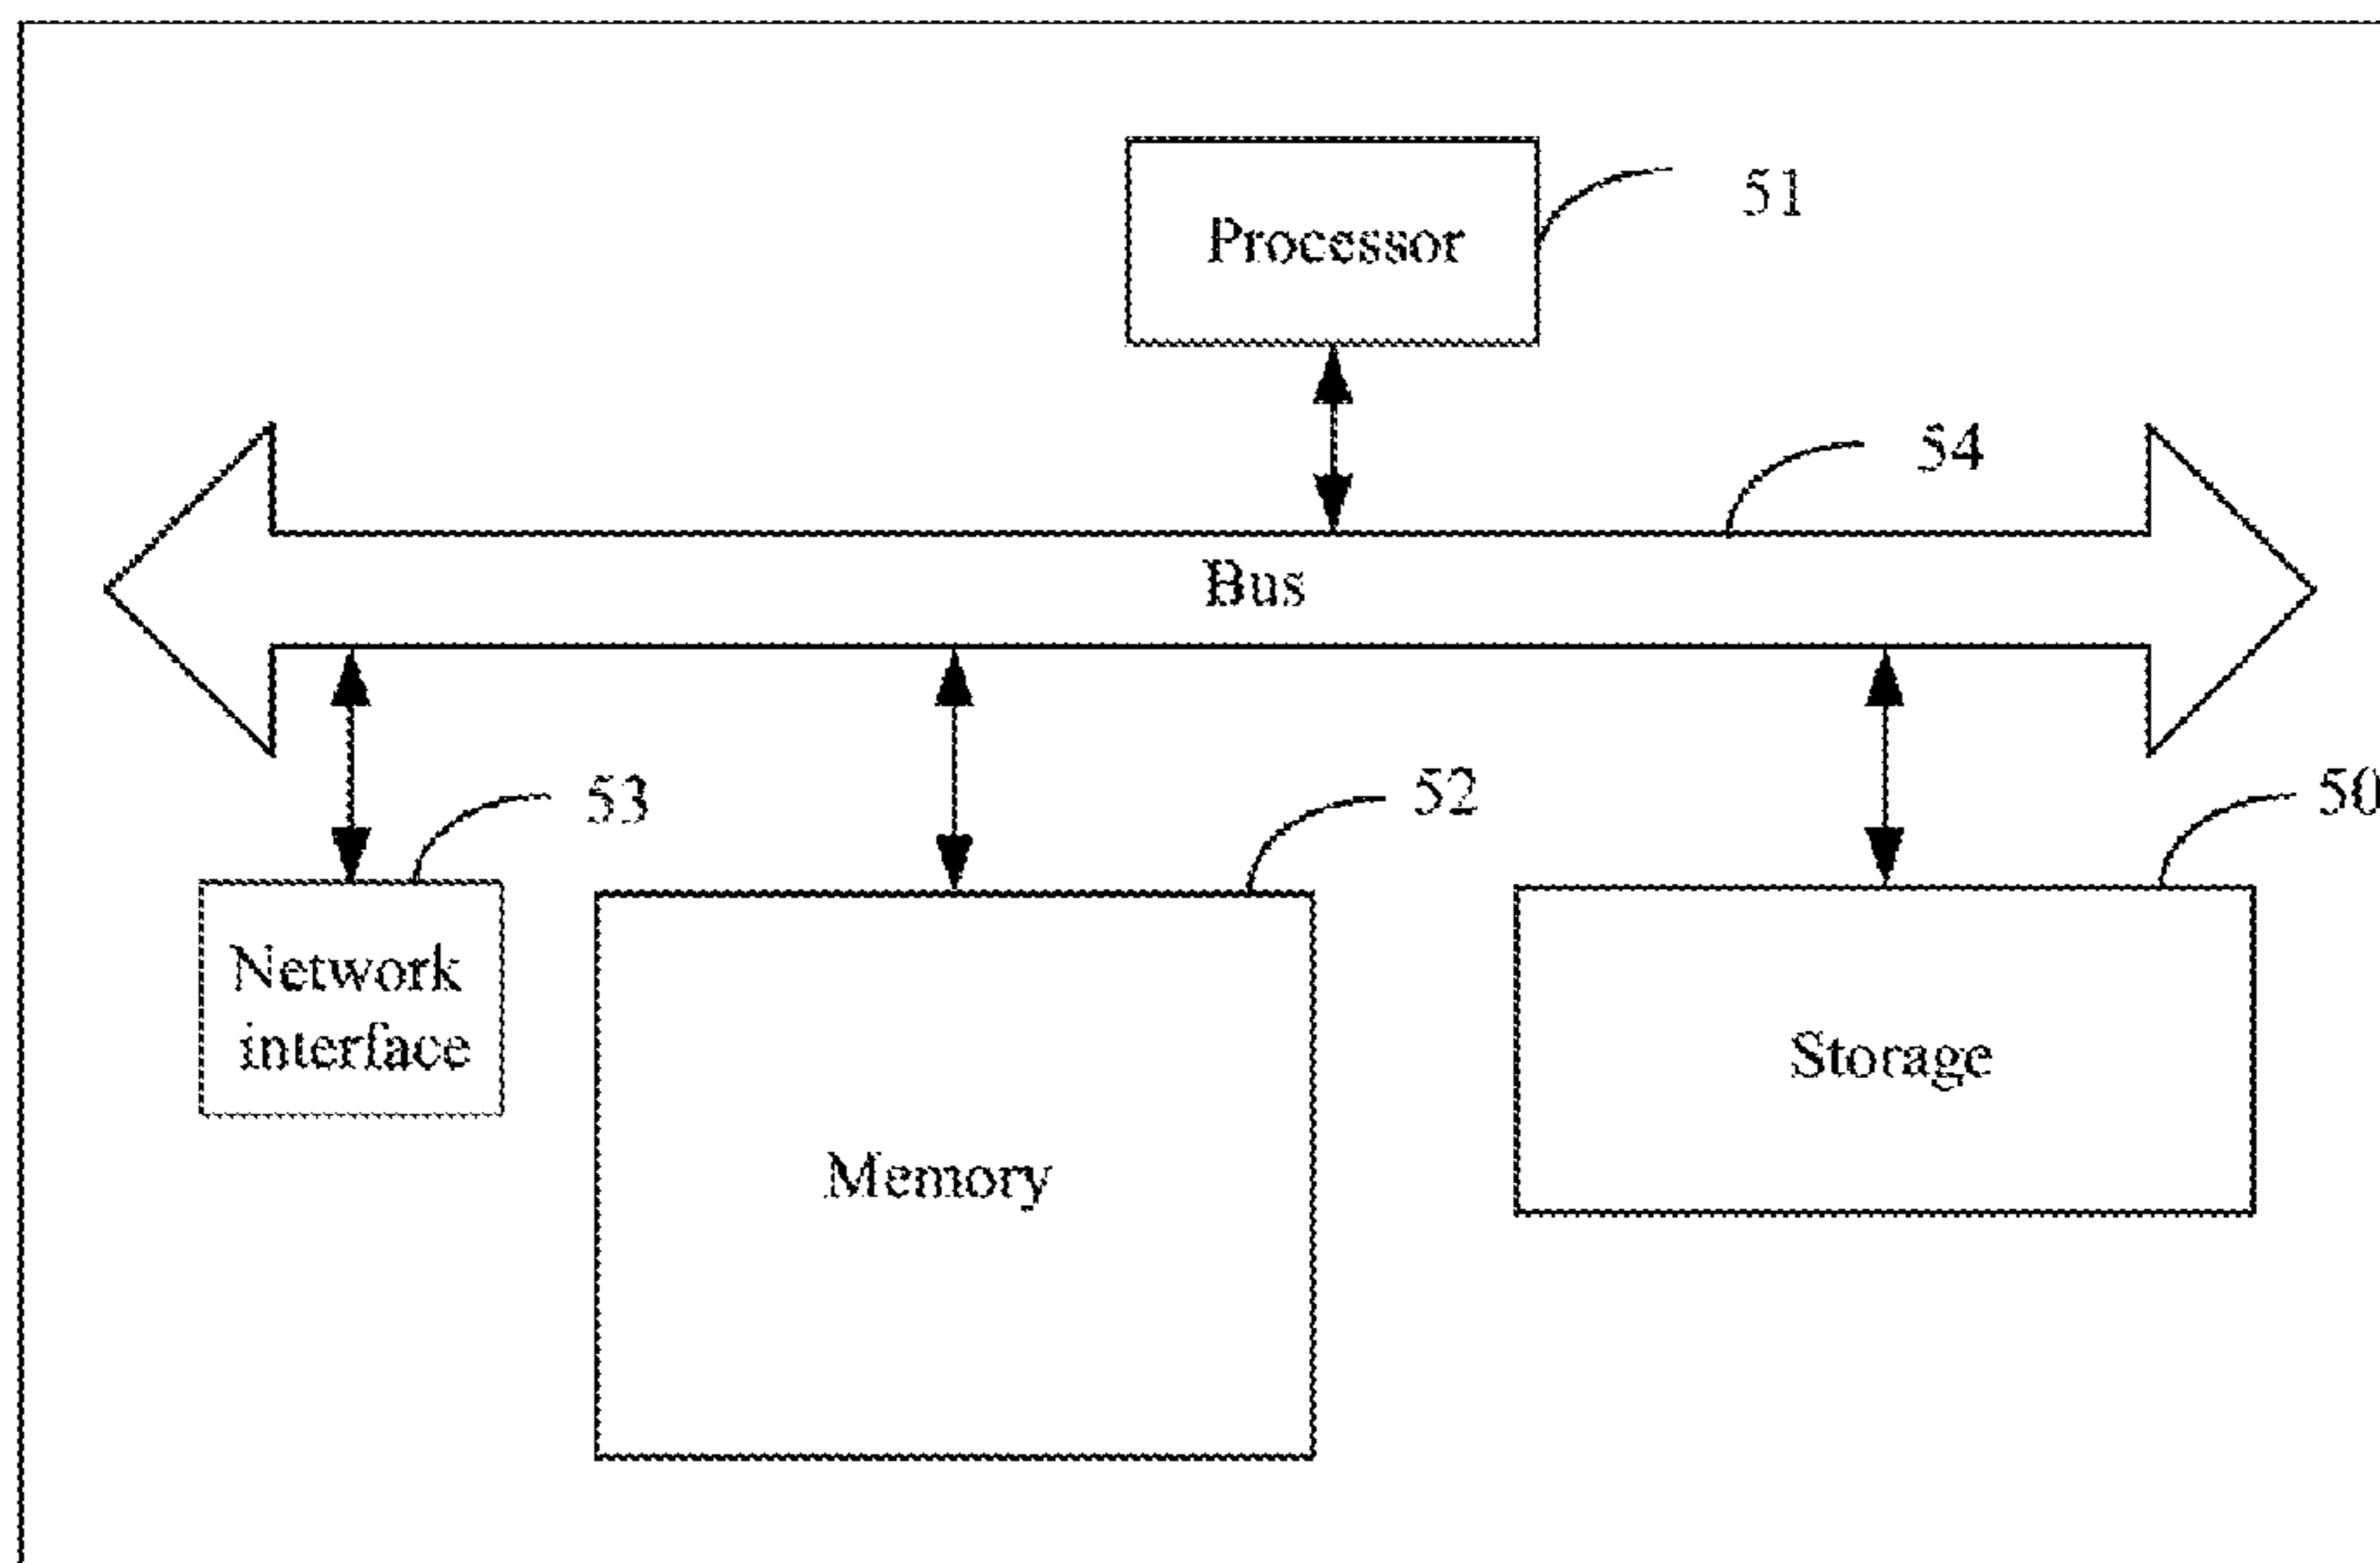 Processor
51
54
Bus
53
52
50
Network
interface
Memory
Storage